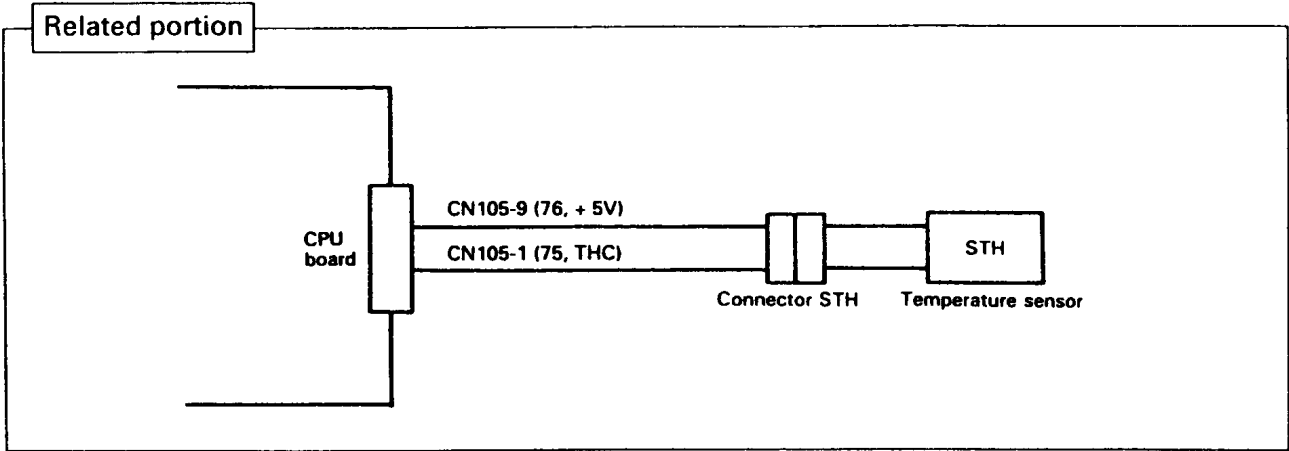 Related portion
CN105-9 (76, + 5V)
CPU
board
CN105-1 (75, THC)
STH
Connector STH
Temperature sensor